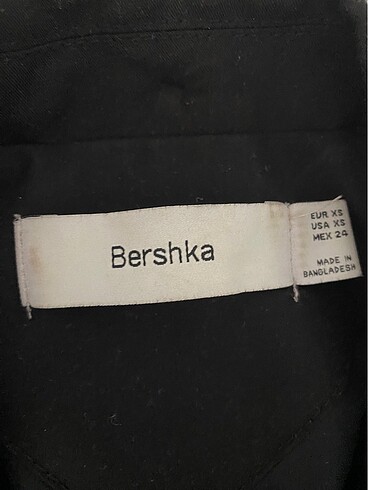 Bershka
EUR XS
USA XS
MEX 24
MADE IN
BANGLADESH